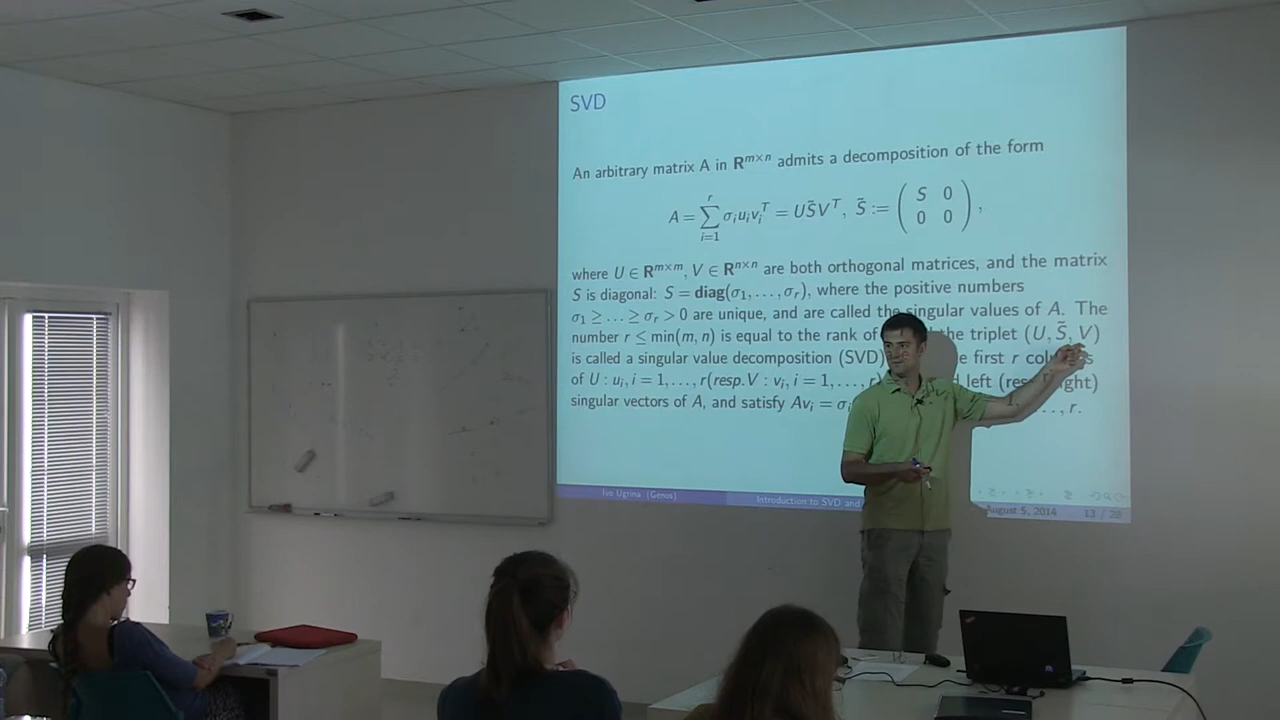 SVD
An arbitrary matrix A in R^{m×n} admits a decomposition of the form
A = ∑_{i=1}^{r} σ_i u_i v_i^T = U S̃ V^T, S̃ := ( S 0
0 0 ),
where U ∈ R^{m×m}, V ∈ R^{n×n} are both orthogonal matrices, and the matrix
S is diagonal: S = diag(σ_1, . . . , σ_r), where the positive numbers
σ_1 ≥ . . . ≥ σ_r > 0 are unique, and are called the singular values of A. The
number r ≤ min(m, n) is equal to the rank of the triplet (U, S̃, V)
is called a singular value decomposition (SVD) first r
of U : u_i, i = 1, . . . , r(resp. V : v_i, i = 1, . . . , r left
singular vectors of A, and satisfy Av_i = σ . . , r.
Ivo Ugrina (Genos) Introduction to SVD and August 5, 2014 13 / 28